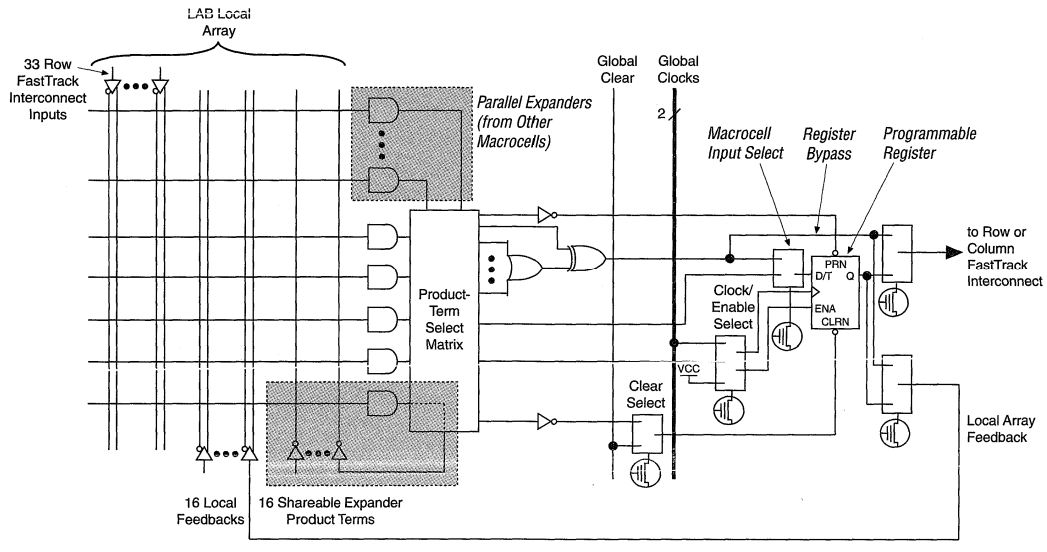 LAB Local
Array
33 Row
FastTrack
Interconnect
Inputs
Parallel Expanders
(from Other
Macrocells)
Global
Clear
Global
Clocks
2
Macrocell
Input Select
Register
Bypass
Programmable
Register
to Row or
Column
FastTrack
Interconnect
PRN
D/T Q
ENA
CLRN
Product-
Term
Select
Matrix
Clock/
Enable
Select
VCC
Clear
Select
Local Array
Feedback
16 Local
Feedbacks
16 Shareable Expander
Product Terms